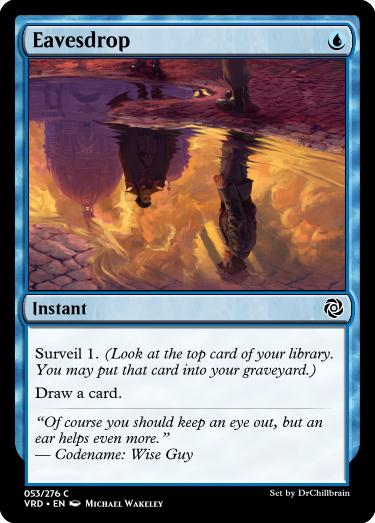 Eavesdrop
Instant
Surveil 1. (Look at the top card of your library.
You may put that card into your graveyard.)
Draw a card.
"Of course you should keep an eye out, but an
ear helps even more."
— Codename: Wise Guy
053/276 C
Set by DrChillbrain
VRD • EN Michael Wakeley